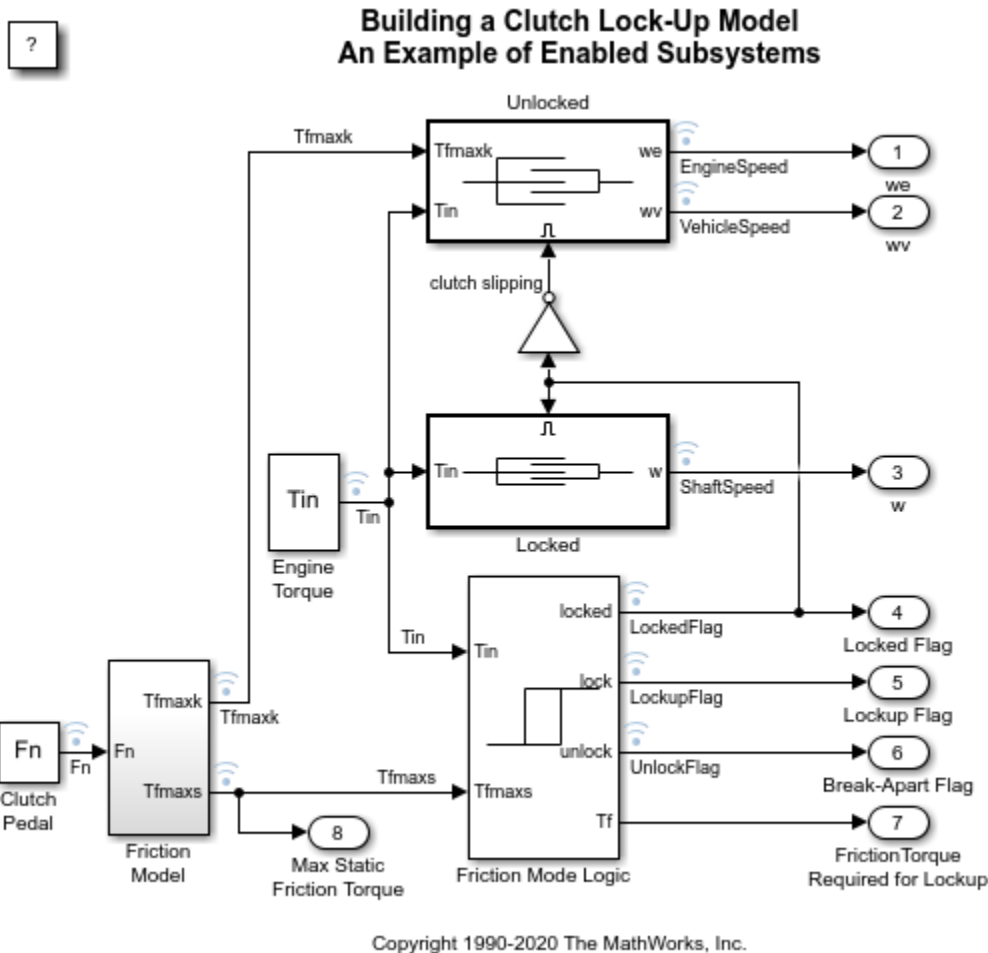 Building a Clutch Lock-Up Model
An Example of Enabled Subsystems
?
Unlocked
Tfmaxk
Tfmaxk
we
EngineSpeed
1
we
Tin
wv
VehicleSpeed
2
wv
clutch slipping
Tin
Tin
Engine
Torque
Tin
w
ShaftSpeed
3
w
Locked
Tin
Tin
locked
LockedFlag
4
Locked Flag
lock
LockupFlag
5
Lockup Flag
unlock
UnlockFlag
6
Break-Apart Flag
Tf
7
FrictionTorque
Required for Lockup
Tfmaxs
Tfmaxs
Friction Mode Logic
Fn
Fn
Clutch
Pedal
Fn
Tfmaxk
Tfmaxk
Tfmaxs
Friction
Model
8
Max Static
Friction Torque
Copyright 1990-2020 The MathWorks, Inc.